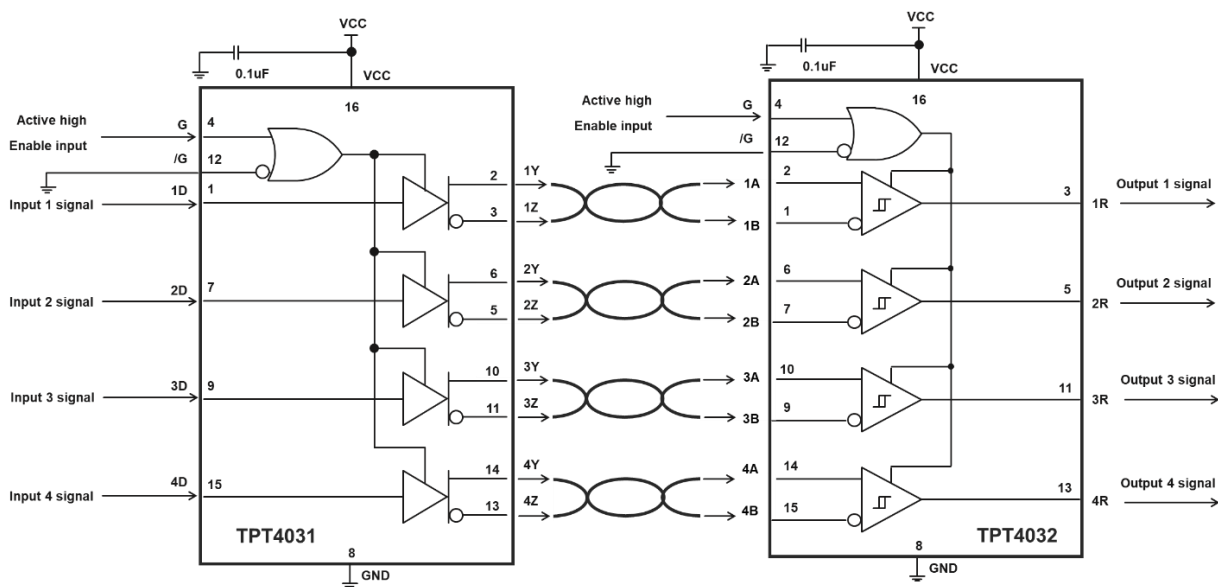 VCC
0.1uF
VCC
16
Active high
Enable input
G
4
/G
12
1D
1
Input 1 signal
2
1Y
3
1Z
Input 2 signal
2D
7
6
2Y
5
2Z
Input 3 signal
3D
9
10
3Y
11
3Z
Input 4 signal
4D
15
14
4Y
13
4Z
TPT4031
8
GND
VCC
0.1uF
VCC
16
Active high
Enable input
G
4
/G
12
1A
2
1B
1
3
1R
Output 1 signal
2A
6
2B
7
5
2R
Output 2 signal
3A
10
3B
9
11
3R
Output 3 signal
4A
14
4B
15
13
4R
Output 4 signal
TPT4032
8
GND